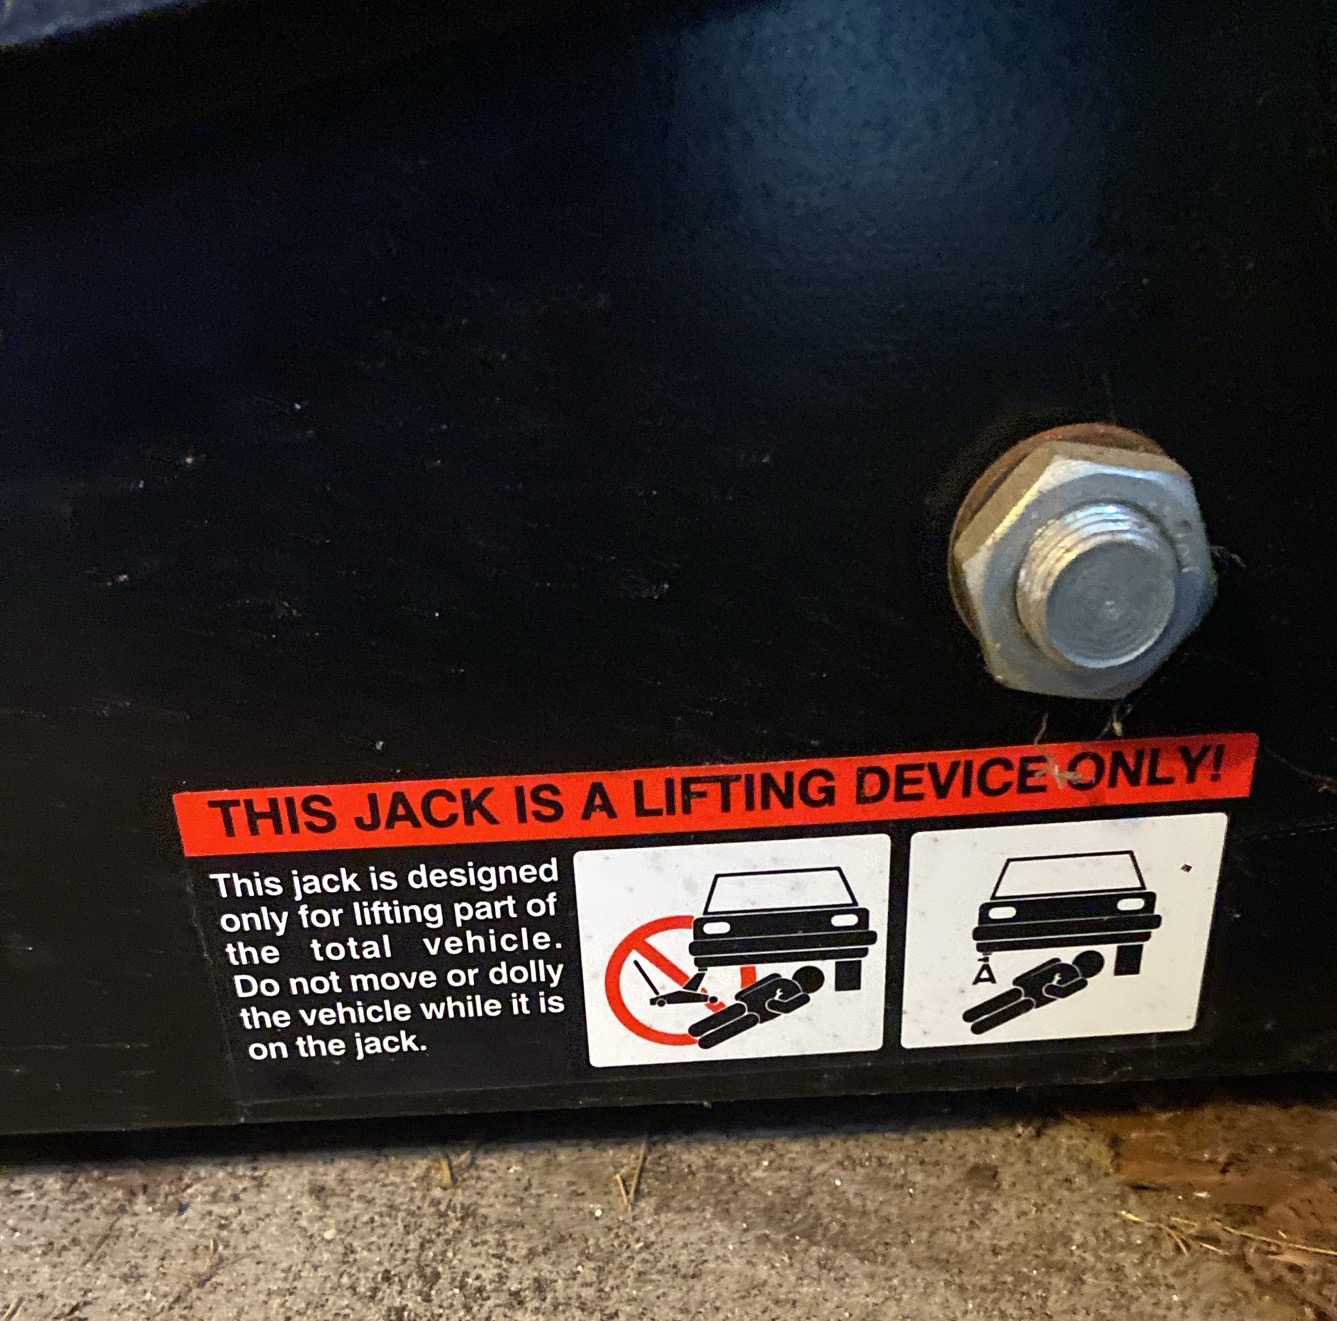 THIS JACK IS A LIFTING DEVICE ONLY!
This jack is designed
only for lifting part of
the total vehicle.
Do not move or dolly
the vehicle while it is
on the jack.